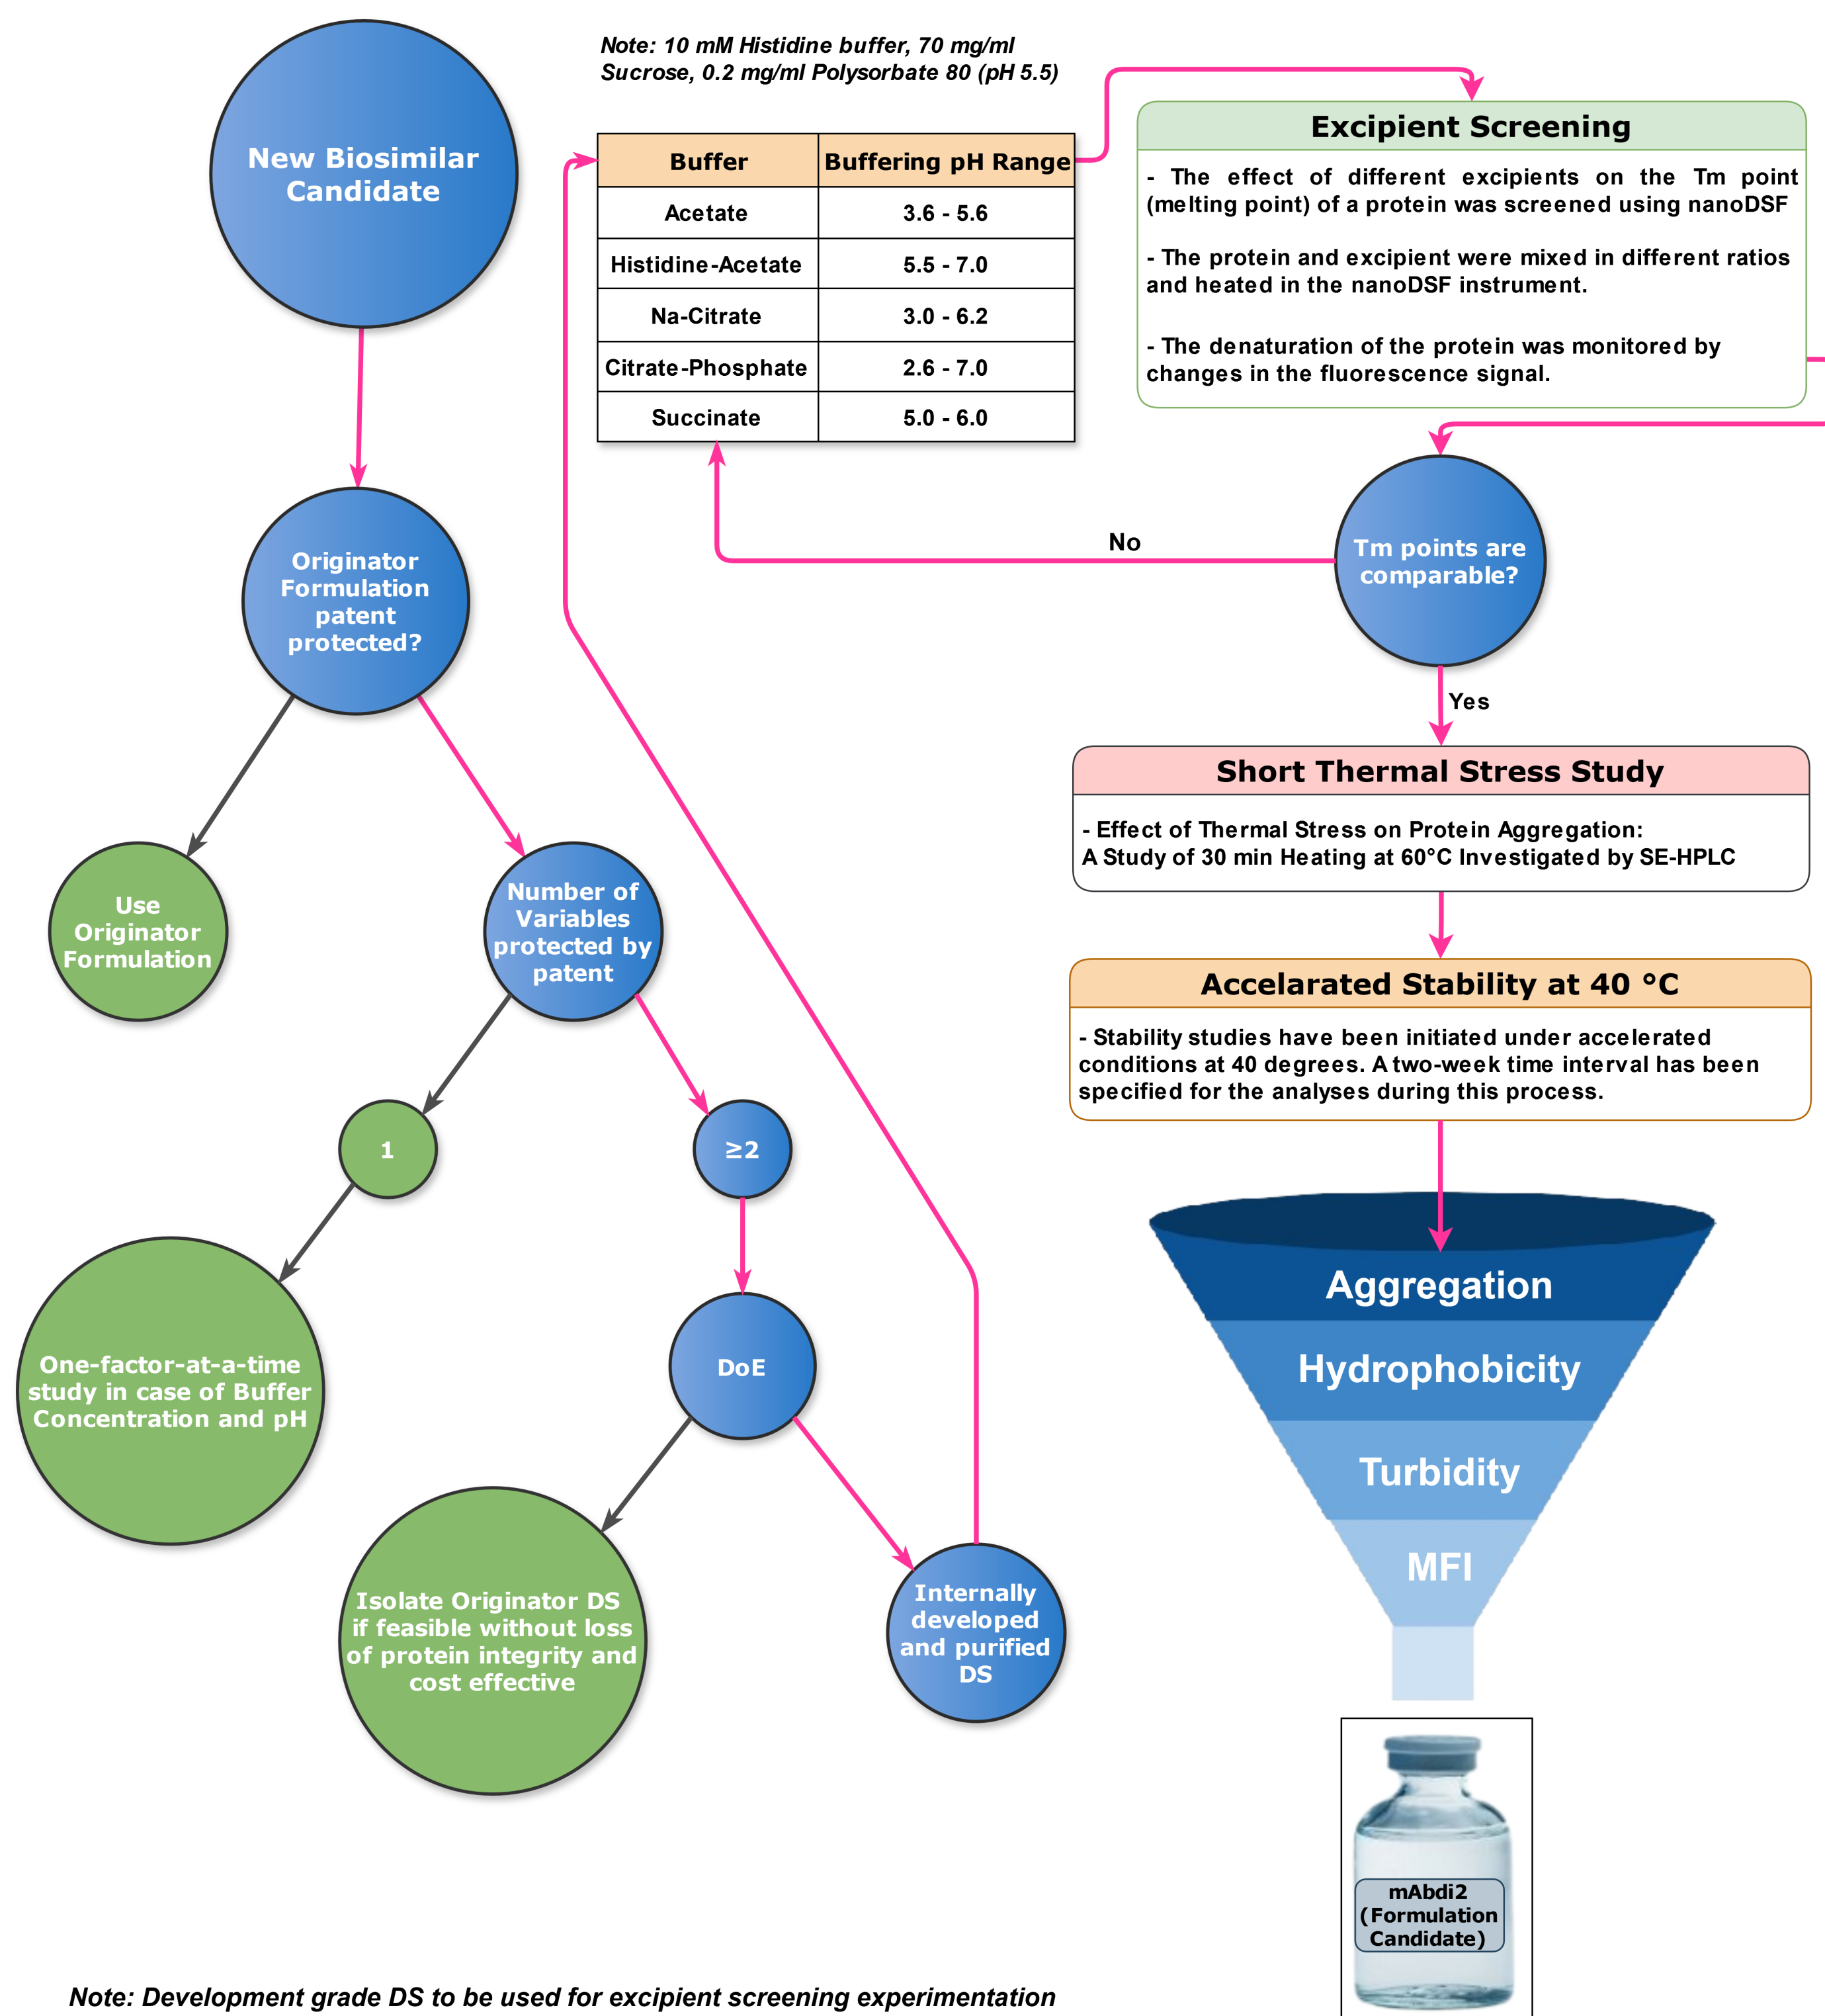 New Biosimilar
Candidate
Originator
Formulation
patent
protected?
Use
Originator
Formulation
Number of
Variables
protected by
patent
1
≥2
One-factor-at-a-time
study in case of Buffer
Concentration and pH
DoE
Isolate Originator DS
if feasible without loss
of protein integrity and
cost effective
Internally
developed
and purified
DS
Note: 10 mM Histidine buffer, 70 mg/ml
Sucrose, 0.2 mg/ml Polysorbate 80 (pH 5.5)
Buffer Buffering pH Range
Acetate 3.6 - 5.6
Histidine-Acetate 5.5 - 7.0
Na-Citrate 3.0 - 6.2
Citrate-Phosphate 2.6 - 7.0
Succinate 5.0 - 6.0
Excipient Screening
- The effect of different excipients on the Tm point
(melting point) of a protein was screened using nanoDSF
- The protein and excipient were mixed in different ratios
and heated in the nanoDSF instrument.
- The denaturation of the protein was monitored by
changes in the fluorescence signal.
Tm points are
comparable?
No
Yes
Short Thermal Stress Study
- Effect of Thermal Stress on Protein Aggregation:
A Study of 30 min Heating at 60°C Investigated by SE-HPLC
Accelarated Stability at 40 °C
- Stability studies have been initiated under accelerated
conditions at 40 degrees. A two-week time interval has been
specified for the analyses during this process.
Aggregation
Hydrophobicity
Turbidity
MFI
mAbdi2
(Formulation
Candidate)
Note: Development grade DS to be used for excipient screening experimentation